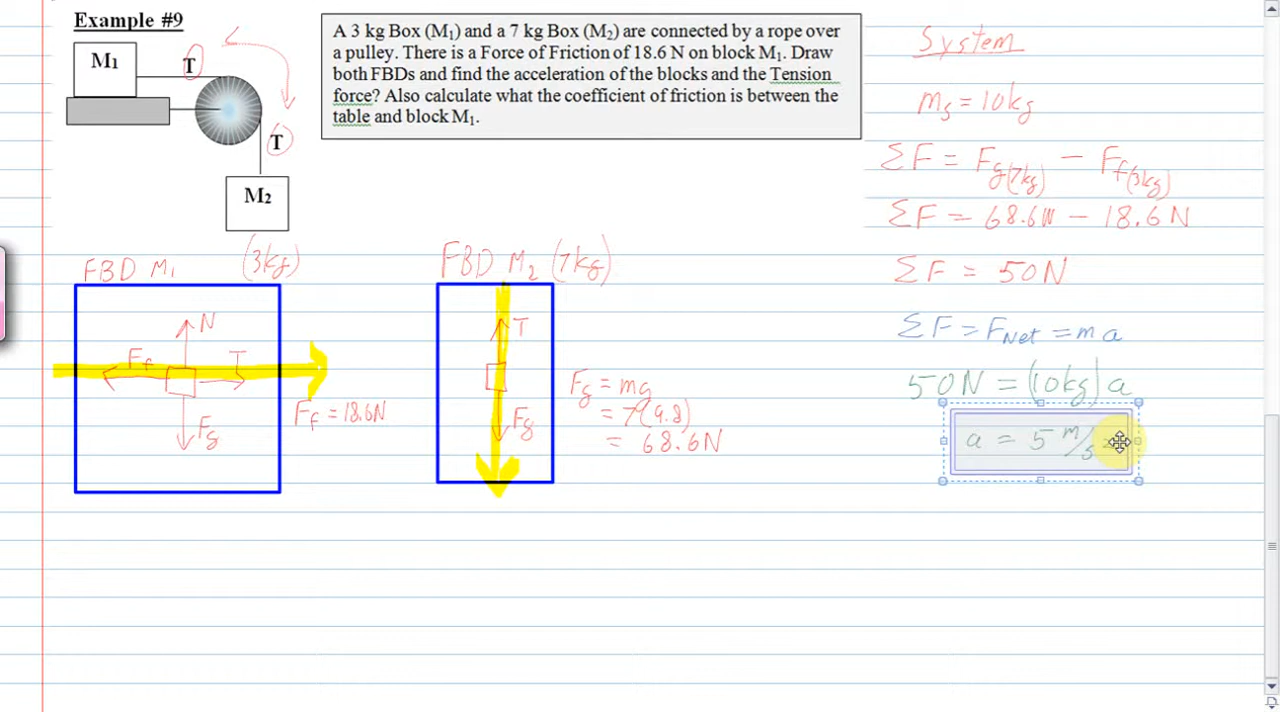 Example #9
M₁
T
T
M2
A 3 kg Box (M₁) and a 7 kg Box (M₂) are connected by a rope over
a pulley. There is a Force of Friction of 18.6 N on block M₁. Draw
both FBDs and find the acceleration of the blocks and the Tension
force? Also calculate what the coefficient of friction is between the
table and block M₁.
System
ms = 10kg
ΣF = Fg(7kg) − Ff(3kg)
ΣF = 68.6N − 18.6N
ΣF = 50N
ΣF = FNet = ma
50N = (10kg)a
a = 5 m/s
FBD M₁ (3kg)
N
Ff
T
Fg
Ff = 18.6N
FBD M₂ (7kg)
T
Fg
Fg = mg
= 7(9.8)
= 68.6N